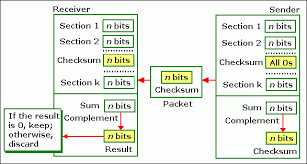 Receiver
Section 1 n bits
Section 2 n bits
Checksum n bits
Section k n bits
Sum n bits
Complement
n bits
Result
If the result
is 0, keep;
otherwise,
discard
n bits
Checksum
Packet
Sender
Section 1 n bits
Section 2 n bits
Checksum All 0s
Section k n bits
Sum n bits
Complement
n bits
Checksum